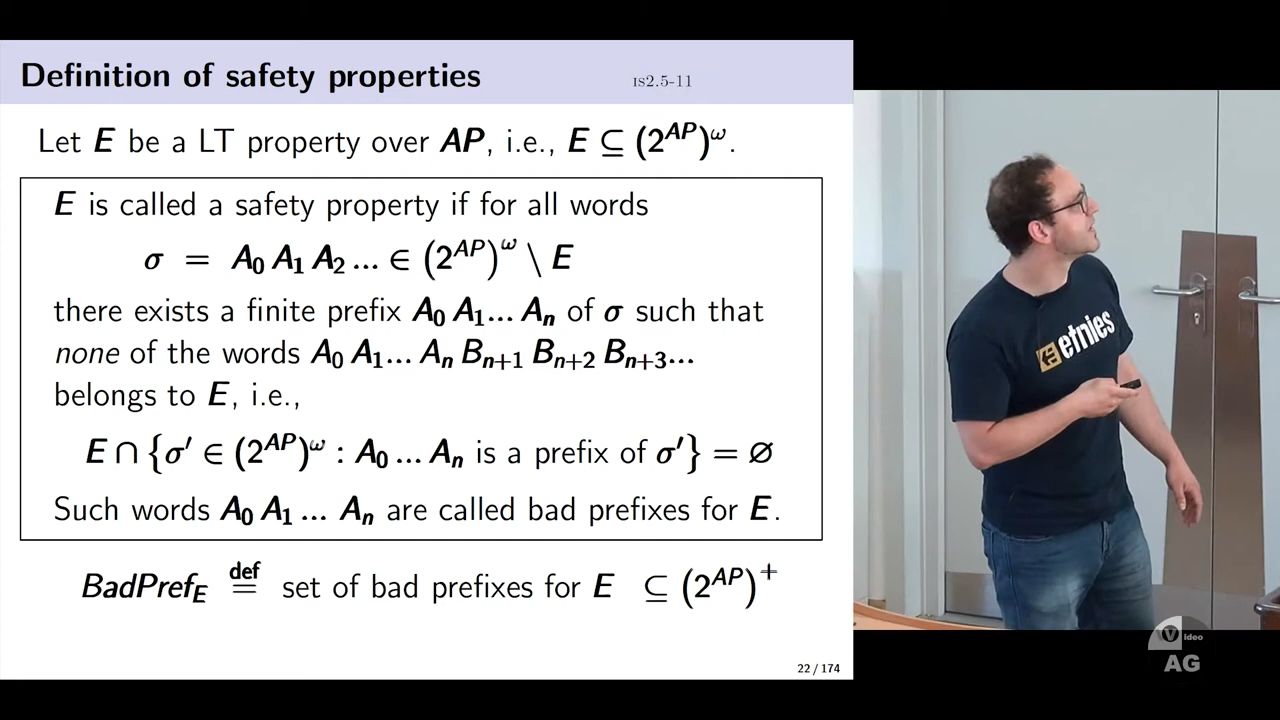 Definition of safety properties IS2.5-11
Let E be a LT property over AP, i.e., E ⊆ (2^AP)^ω.
E is called a safety property if for all words
σ = A₀ A₁ A₂ ... ∈ (2^AP)^ω \ E
there exists a finite prefix A₀ A₁... Aₙ of σ such that
none of the words A₀ A₁... Aₙ Bₙ₊₁ Bₙ₊₂ Bₙ₊₃...
belongs to E, i.e.,
E ∩ {σ′ ∈ (2^AP)^ω : A₀ ... Aₙ is a prefix of σ′} = ∅
Such words A₀ A₁ ... Aₙ are called bad prefixes for E.
BadPref_E def= set of bad prefixes for E ⊆ (2^AP)^+
22 / 174
etnies
Video
AG